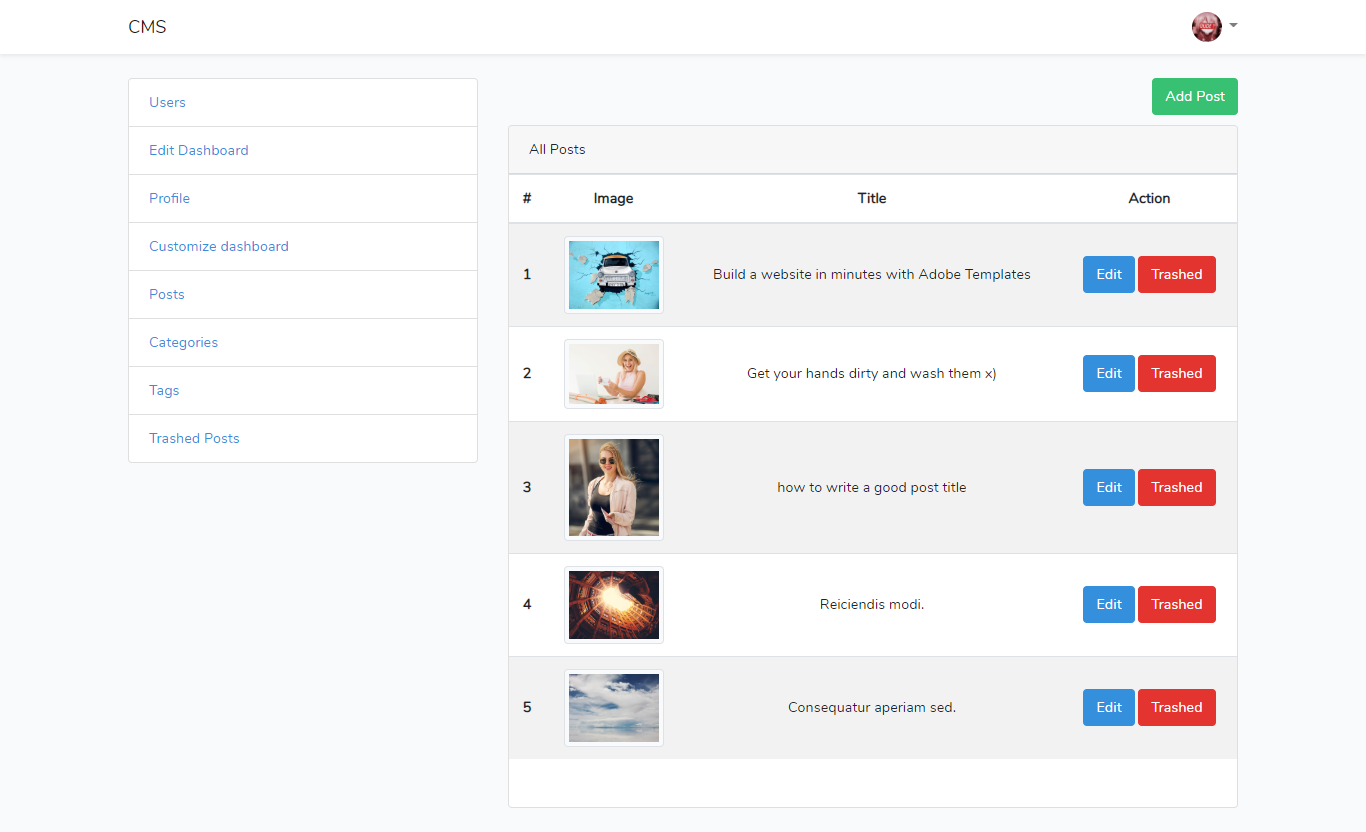 CMS
Users
Edit Dashboard
Profile
Customize dashboard
Posts
Categories
Tags
Trashed Posts
Add Post
All Posts
# Image Title Action
1 Build a website in minutes with Adobe Templates Edit Trashed
2 Get your hands dirty and wash them x) Edit Trashed
3 how to write a good post title Edit Trashed
4 Reiciendis modi. Edit Trashed
5 Consequatur aperiam sed. Edit Trashed